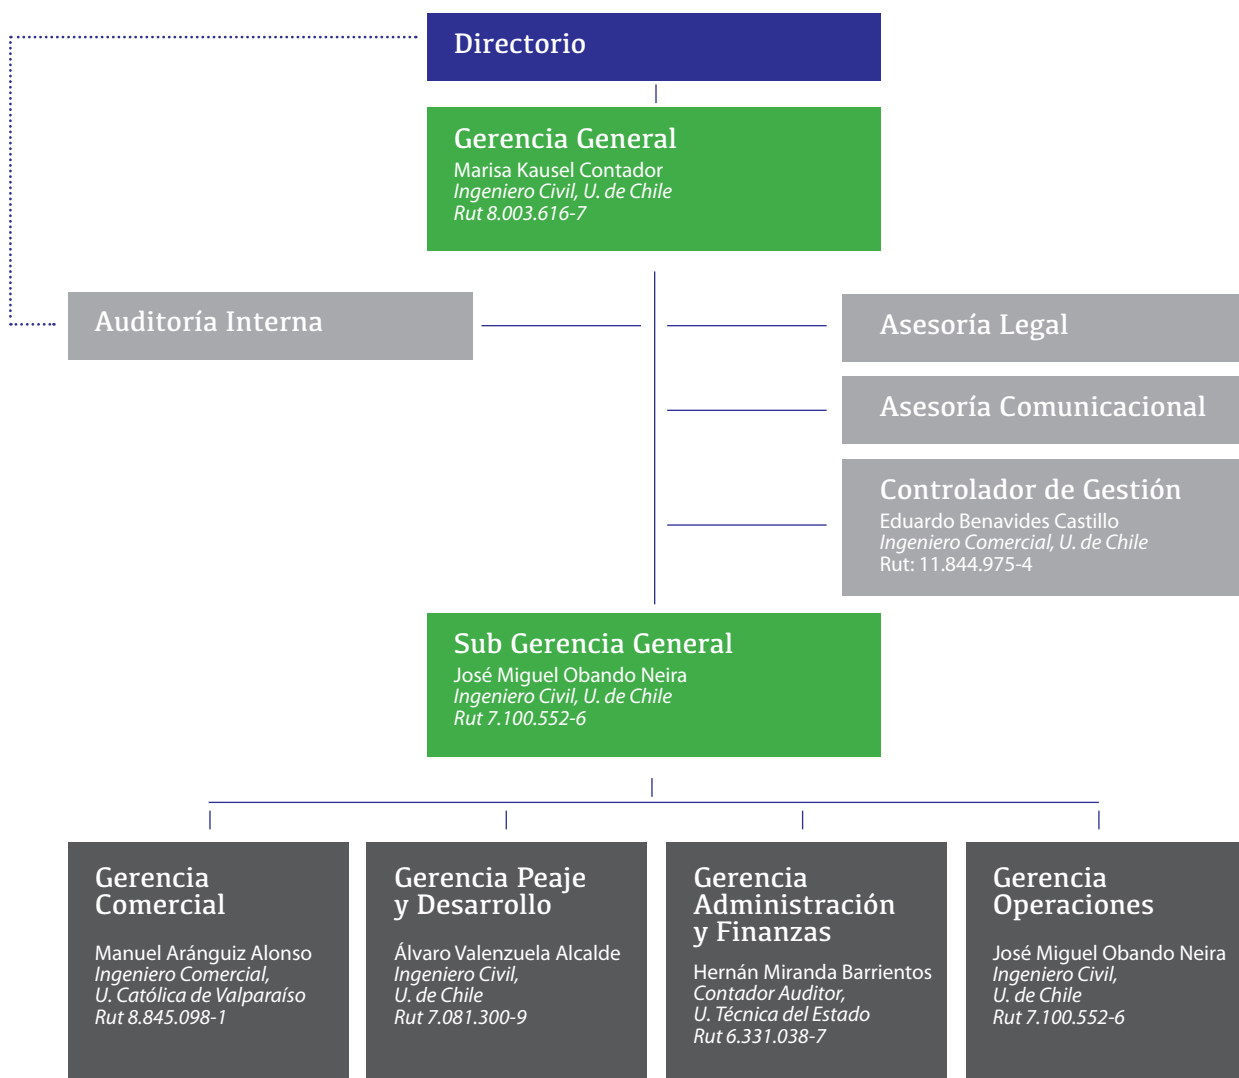 Directorio
Gerencia General
Marisa Kausel Contador
Ingeniero Civil, U. de Chile
Rut 8.003.616-7
Auditoría Interna
Asesoría Legal
Asesoría Comunicacional
Controlador de Gestión
Eduardo Benavides Castillo
Ingeniero Comercial, U. de Chile
Rut: 11.844.975-4
Sub Gerencia General
José Miguel Obando Neira
Ingeniero Civil, U. de Chile
Rut 7.100.552-6
Gerencia
Comercial
Manuel Aránguiz Alonso
Ingeniero Comercial,
U. Católica de Valparaíso
Rut 8.845.098-1
Gerencia Peaje
y Desarrollo
Álvaro Valenzuela Alcalde
Ingeniero Civil,
U. de Chile
Rut 7.081.300-9
Gerencia
Administración
y Finanzas
Hernán Miranda Barrientos
Contador Auditor,
U. Técnica del Estado
Rut 6.331.038-7
Gerencia
Operaciones
José Miguel Obando Neira
Ingeniero Civil,
U. de Chile
Rut 7.100.552-6